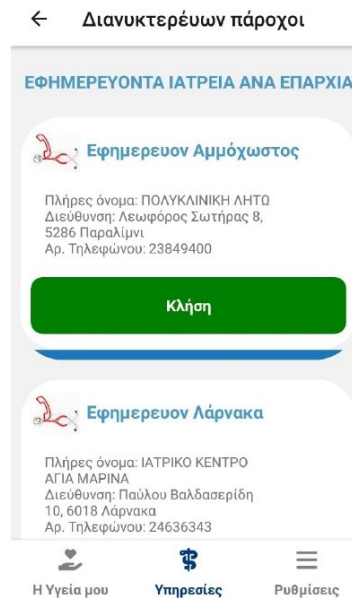 Διανυκτερέυων πάροχοι
ΕΦΗΜΕΡΕΥΟΝΤΑ ΙΑΤΡΕΙΑ ΑΝΑ ΕΠΑΡΧΙΑ
Εφημερευον Αμμόχωστος
Πλήρες όνομα: ΠΟΛΥΚΛΙΝΙΚΗ ΛΗΤΩ
Διεύθυνση: Λεωφόρος Σωτήρας 8,
5286 Παραλίμνι
Αρ. Τηλεφώνου: 23849400
Κλήση
Εφημερευον Λάρνακα
Πλήρες όνομα: ΙΑΤΡΙΚΟ ΚΕΝΤΡΟ
ΑΓΙΑ ΜΑΡΙΝΑ
Διεύθυνση: Παύλου Βαλδασερίδη
10, 6018 Λάρνακα
Αρ. Τηλεφώνου: 24636343
Η Υγεία μου
Υπηρεσίες
Ρυθμίσεις